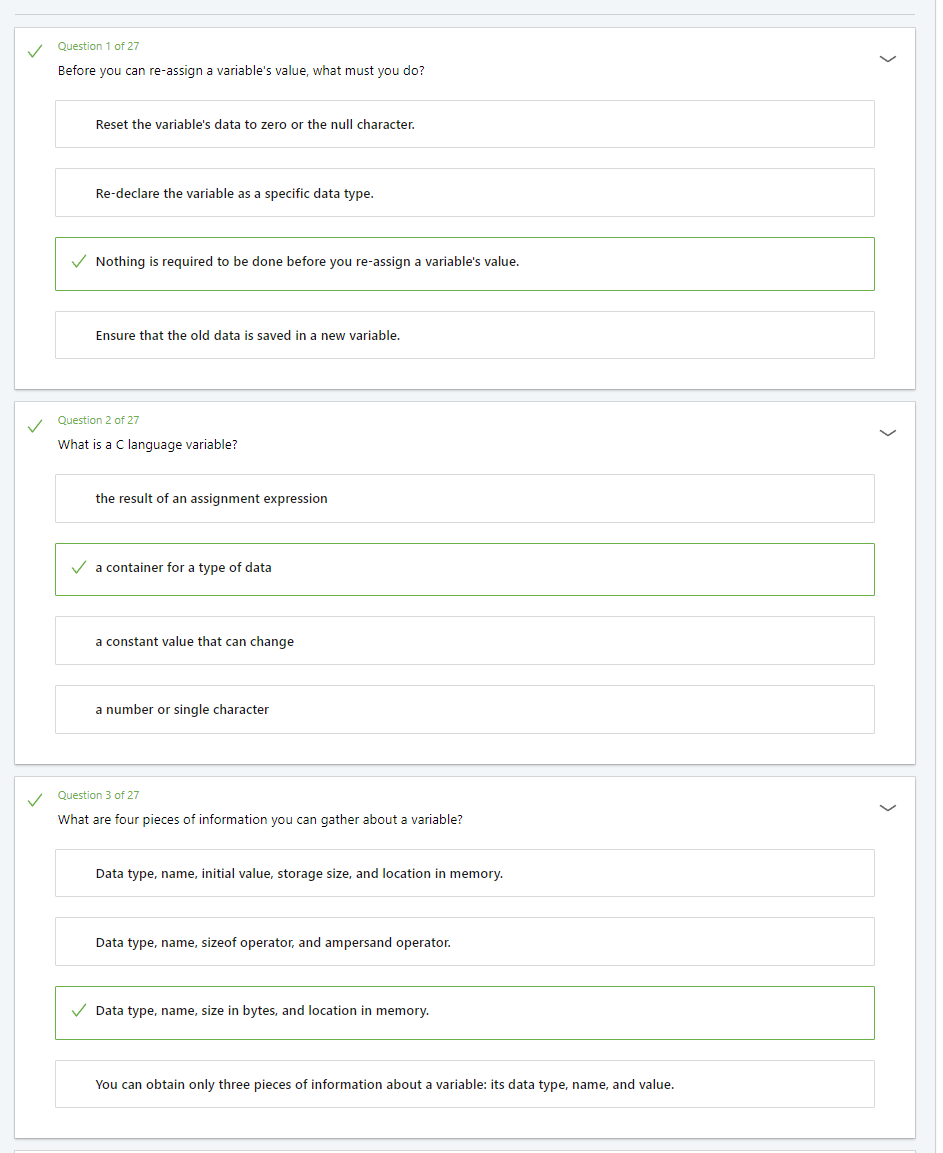 Question 1 of 27
Before you can re-assign a variable's value, what must you do?
Reset the variable's data to zero or the null character.
Re-declare the variable as a specific data type.
Nothing is required to be done before you re-assign a variable's value.
Ensure that the old data is saved in a new variable.
Question 2 of 27
What is a C language variable?
the result of an assignment expression
a container for a type of data
a constant value that can change
a number or single character
Question 3 of 27
What are four pieces of information you can gather about a variable?
Data type, name, initial value, storage size, and location in memory.
Data type, name, sizeof operator, and ampersand operator.
Data type, name, size in bytes, and location in memory.
You can obtain only three pieces of information about a variable: its data type, name, and value.